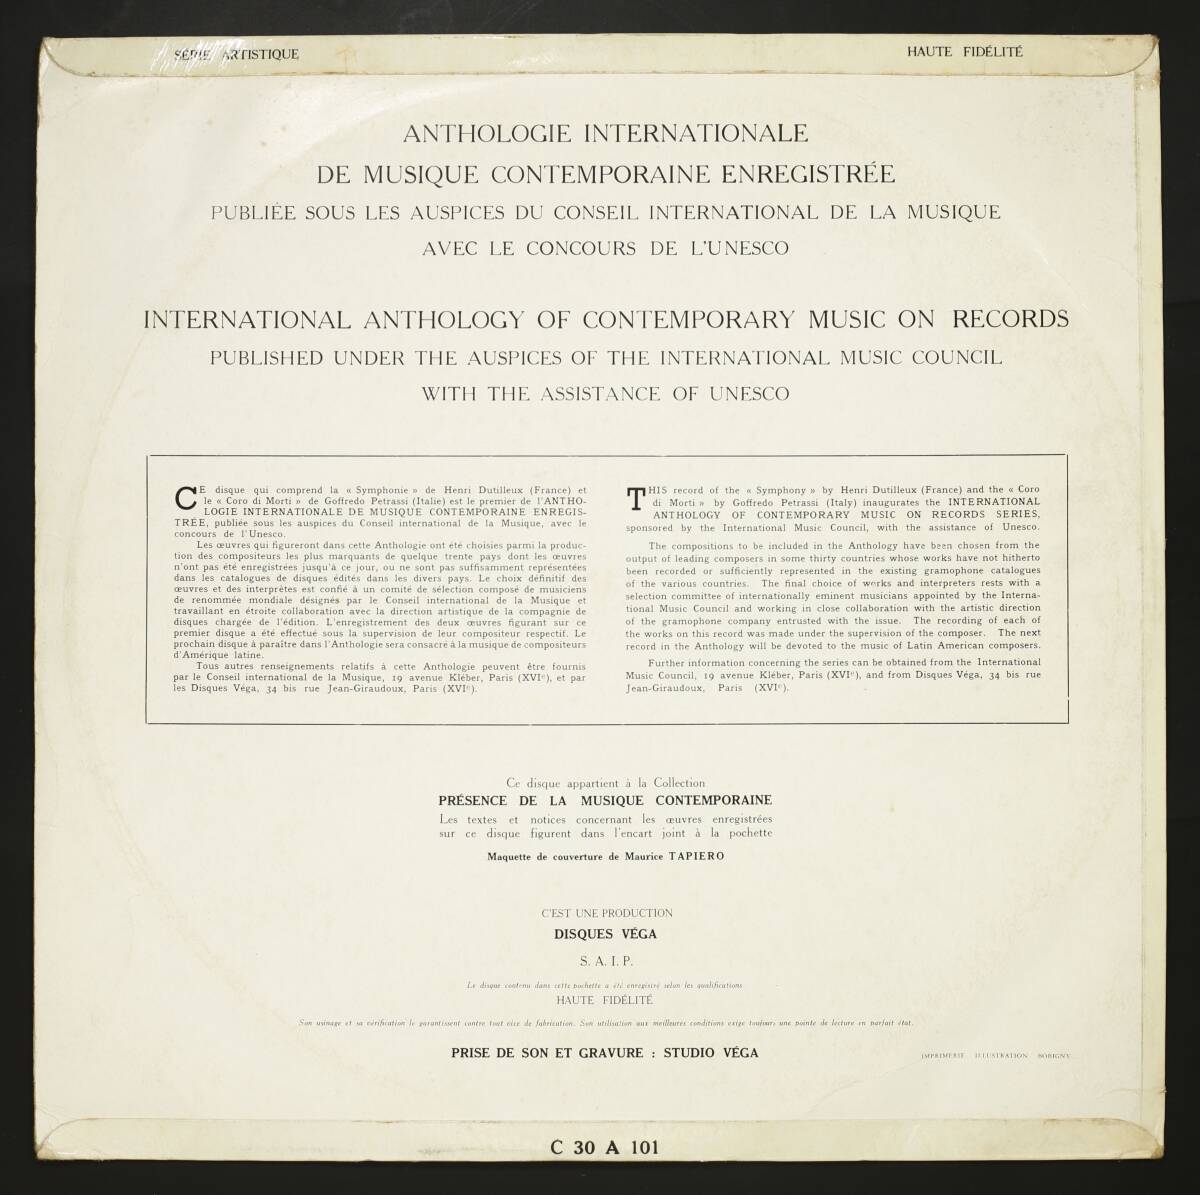 SÉRIE ARTISTIQUE
HAUTE FIDÉLITÉ
ANTHOLOGIE INTERNATIONALE
DE MUSIQUE CONTEMPORAINE ENREGISTRÉE
PUBLIÉE SOUS LES AUSPICES DU CONSEIL INTERNATIONAL DE LA MUSIQUE
AVEC LE CONCOURS DE L'UNESCO
INTERNATIONAL ANTHOLOGY OF CONTEMPORARY MUSIC ON RECORDS
PUBLISHED UNDER THE AUSPICES OF THE INTERNATIONAL MUSIC COUNCIL
WITH THE ASSISTANCE OF UNESCO
CE disque qui comprend la « Symphonie » de Henri Dutilleux (France) et
le « Coro di Morti » de Goffredo Petrassi (Italie) est le premier de l'ANTHO-
LOGIE INTERNATIONALE DE MUSIQUE CONTEMPORAINE ENREGIS-
TRÉE, publiée sous les auspices du Conseil international de la Musique, avec le
concours de l'Unesco.
Les œuvres qui figureront dans cette Anthologie ont été choisies parmi la produc-
tion des compositeurs les plus marquants de quelque trente pays dont les œuvres
n'ont pas été enregistrées jusqu'à ce jour, ou ne sont pas suffisamment représentées
dans les catalogues de disques édités dans les divers pays. Le choix définitif des
œuvres et des interprètes est confié à un comité de sélection composé de musiciens
de renommée mondiale désignés par le Conseil international de la Musique et
travaillant en étroite collaboration avec la direction artistique de la compagnie de
disques chargée de l'édition. L'enregistrement des deux œuvres figurant sur ce
premier disque a été effectué sous la supervision de leur compositeur respectif. Le
prochain disque à paraître dans l'Anthologie sera consacré à la musique de compositeurs
d'Amérique latine.
Tous autres renseignements relatifs à cette Anthologie peuvent être fournis
par le Conseil international de la Musique, 19 avenue Kléber, Paris (XVIe), et par
les Disques Véga, 34 bis rue Jean-Giraudoux, Paris (XVIe).
THIS record of the « Symphony » by Henri Dutilleux (France) and the « Coro
di Morti » by Goffredo Petrassi (Italy) inaugurates the INTERNATIONAL
ANTHOLOGY OF CONTEMPORARY MUSIC ON RECORDS SERIES,
sponsored by the International Music Council, with the assistance of Unesco.
The compositions to be included in the Anthology have been chosen from the
output of leading composers in some thirty countries whose works have not hitherto
been recorded or sufficiently represented in the existing gramophone catalogues
of the various countries. The final choice of works and interpreters rests with a
selection committee of internationally eminent musicians appointed by the Interna-
tional Music Council and working in close collaboration with the artistic direction
of the gramophone company entrusted with the issue. The recording of each of
the works on this record was made under the supervision of the composer. The next
record in the Anthology will be devoted to the music of Latin American composers.
Further information concerning the series can be obtained from the International
Music Council, 19 avenue Kléber, Paris (XVIe), and from Disques Véga, 34 bis rue
Jean-Giraudoux, Paris (XVIe).
Ce disque appartient à la Collection
PRÉSENCE DE LA MUSIQUE CONTEMPORAINE
Les textes et notices concernant les œuvres enregistrées
sur ce disque figurent dans l'encart joint à la pochette
Maquette de couverture de Maurice TAPIERO
C'EST UNE PRODUCTION
DISQUES VÉGA
S. A. I. P.
Le disque contenu dans cette pochette a été enregistré selon les qualifications
HAUTE FIDÉLITÉ
Son usinage et sa vérification le garantissent contre tout vice de fabrication. Son utilisation aux meilleures conditions exige toujours une pointe de lecture en parfait état.
PRISE DE SON ET GRAVURE : STUDIO VÉGA
IMPRIMERIE ILLUSTRATION BOBIGNY
C 30 A 101